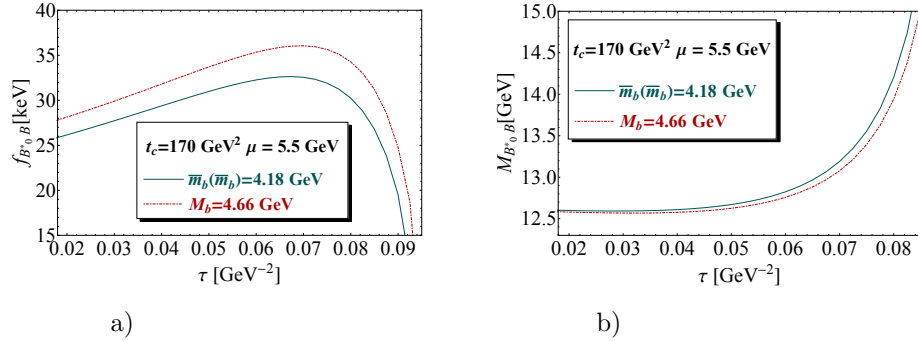 40
35
30
25
20
15
f_{B*_0 B}[keV]
t_c=170 GeV² μ = 5.5 GeV
m̅_b(m̅_b)=4.18 GeV
M_b=4.66 GeV
0.02 0.03 0.04 0.05 0.06 0.07 0.08 0.09
τ [GeV⁻²]
a)
15.0
14.5
14.0
13.5
13.0
12.5
M_{B*_0 B}[GeV]
t_c=170 GeV² μ = 5.5 GeV
m̅_b(m̅_b)=4.18 GeV
M_b=4.66 GeV
0.02 0.03 0.04 0.05 0.06 0.07 0.08
τ [GeV⁻²]
b)